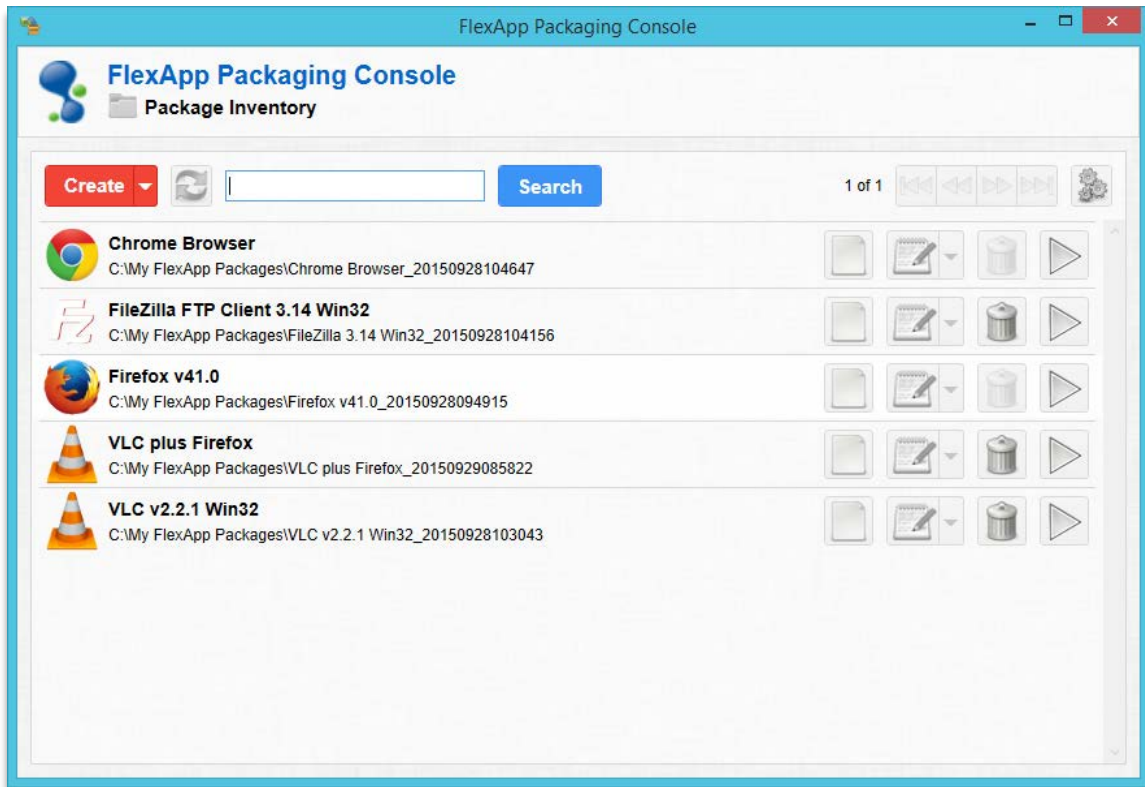 FlexApp Packaging Console
FlexApp Packaging Console
Package Inventory
Create
Search
1 of 1
Chrome Browser
C:\My FlexApp Packages\Chrome Browser_20150928104647
FileZilla FTP Client 3.14 Win32
C:\My FlexApp Packages\FileZilla 3.14 Win32_20150928104156
Firefox v41.0
C:\My FlexApp Packages\Firefox v41.0_20150928094915
VLC plus Firefox
C:\My FlexApp Packages\VLC plus Firefox_20150929085822
VLC v2.2.1 Win32
C:\My FlexApp Packages\VLC v2.2.1 Win32_20150928103043